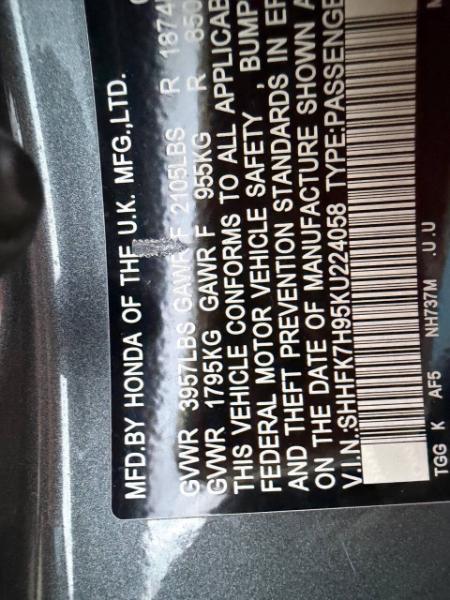 MFD.BY HONDA OF THE U.K. MFG.,LTD.
GVWR 3957LBS GAWR F 2105LBS R 1874
GVWR 1795KG GAWR F 955KG R 850
THIS VEHICLE CONFORMS TO ALL APPLICAB
FEDERAL MOTOR VEHICLE SAFETY , BUMP
AND THEFT PREVENTION STANDARDS IN EF
ON THE DATE OF MANUFACTURE SHOWN A
V.I.N.:SHHFK7H95KU224058 TYPE:PASSENGE
TGG K AF5 NH737M .U.U